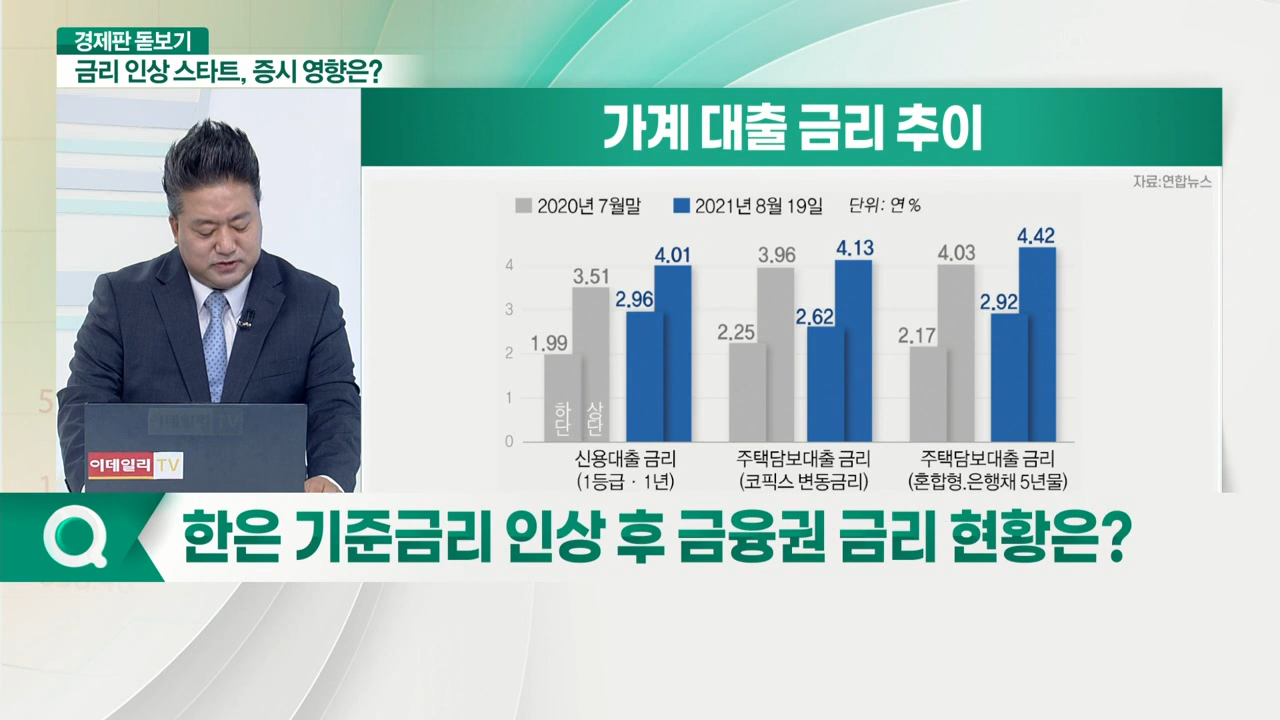 경제판 돋보기
금리 인상 스타트, 증시 영향은?
가계 대출 금리 추이
자료:연합뉴스
2020년 7월말 2021년 8월 19일 단위: 연 %
4
3
2
1
0
1.99 3.51 2.96 4.01
2.25 3.96 2.62 4.13
2.17 4.03 2.92 4.42
하단 상단
신용대출 금리
(1등급 · 1년)
주택담보대출 금리
(코픽스 변동금리)
주택담보대출 금리
(혼합형.은행채 5년물)
이데일리 TV
이데일리 TV
Q 한은 기준금리 인상 후 금융권 금리 현황은?